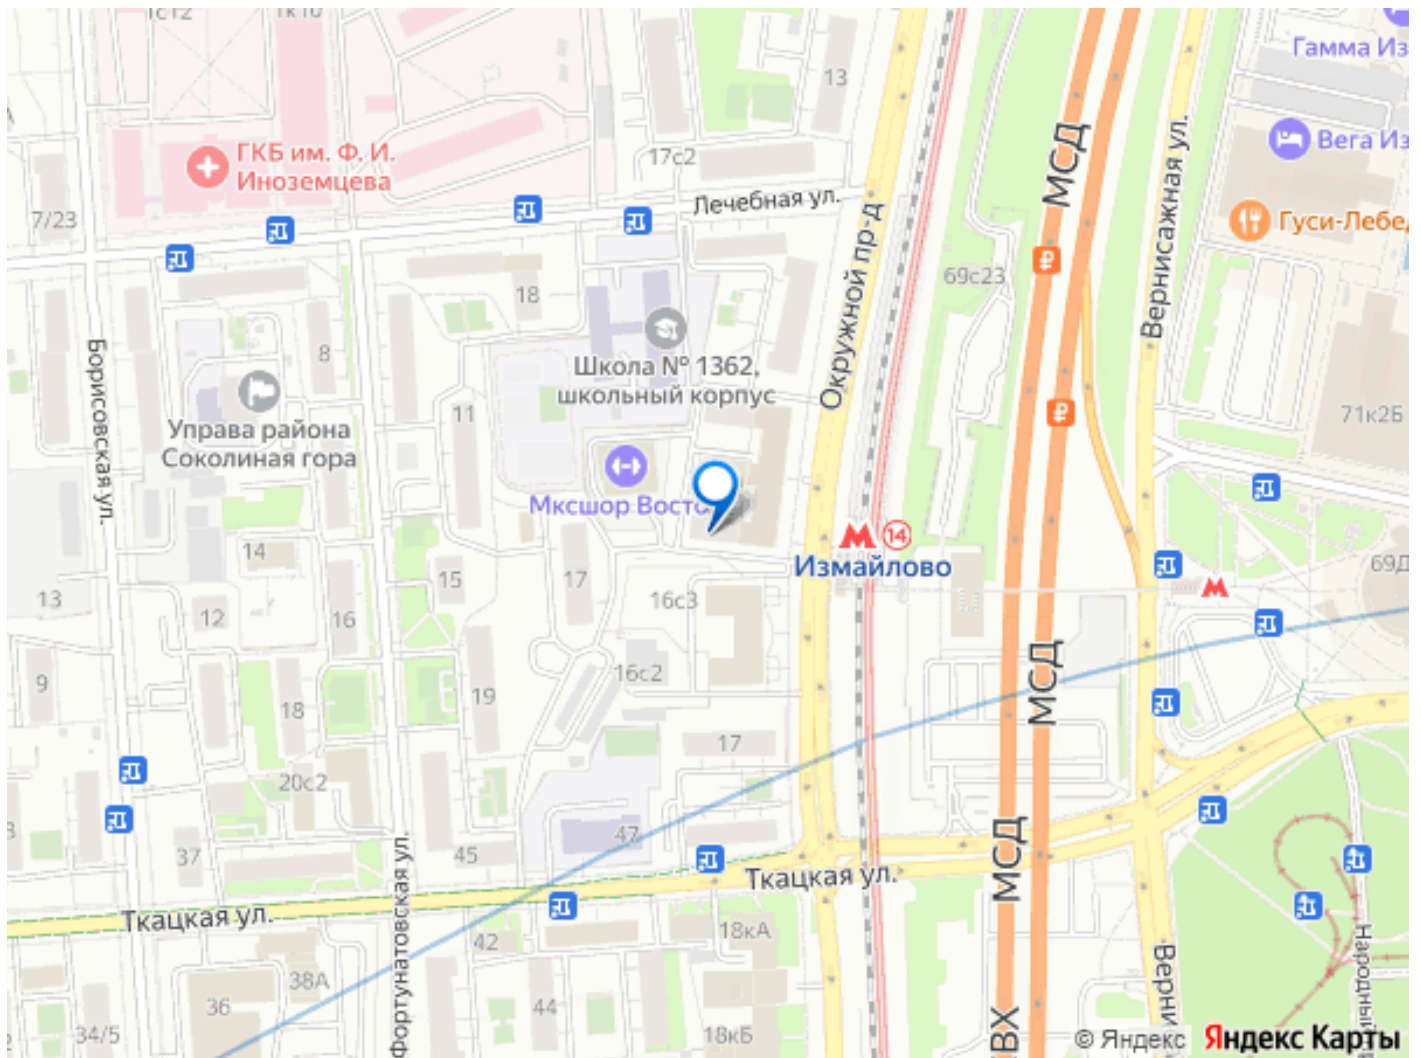 1с12
1к10
13
Гамма Из
ГКБ им. Ф. И.
Иноземцева
17с2
МСД
Вега Из
Вернисажная ул.
7/23
Лечебная ул.
Окружной пр-д
Гуси-Лебед
69с23
18
8
Школа № 1362,
школьный корпус
Борисовская ул.
11
71к2Б
Управа района
Соколиная гора
Мксшор Восто
14
14
Измайлово
69Д
13
12
16
15
17
16с3
9
18
19
16с2
МСД
17
20с2
47
37
45
МСД
Ткацкая ул.
Ткацкая ул.
Фортунатовская ул.
42
18кА
38А
36
44
34/5
18кБ
ВХ
Верни
Народный
© Яндекс Яндекс Карты